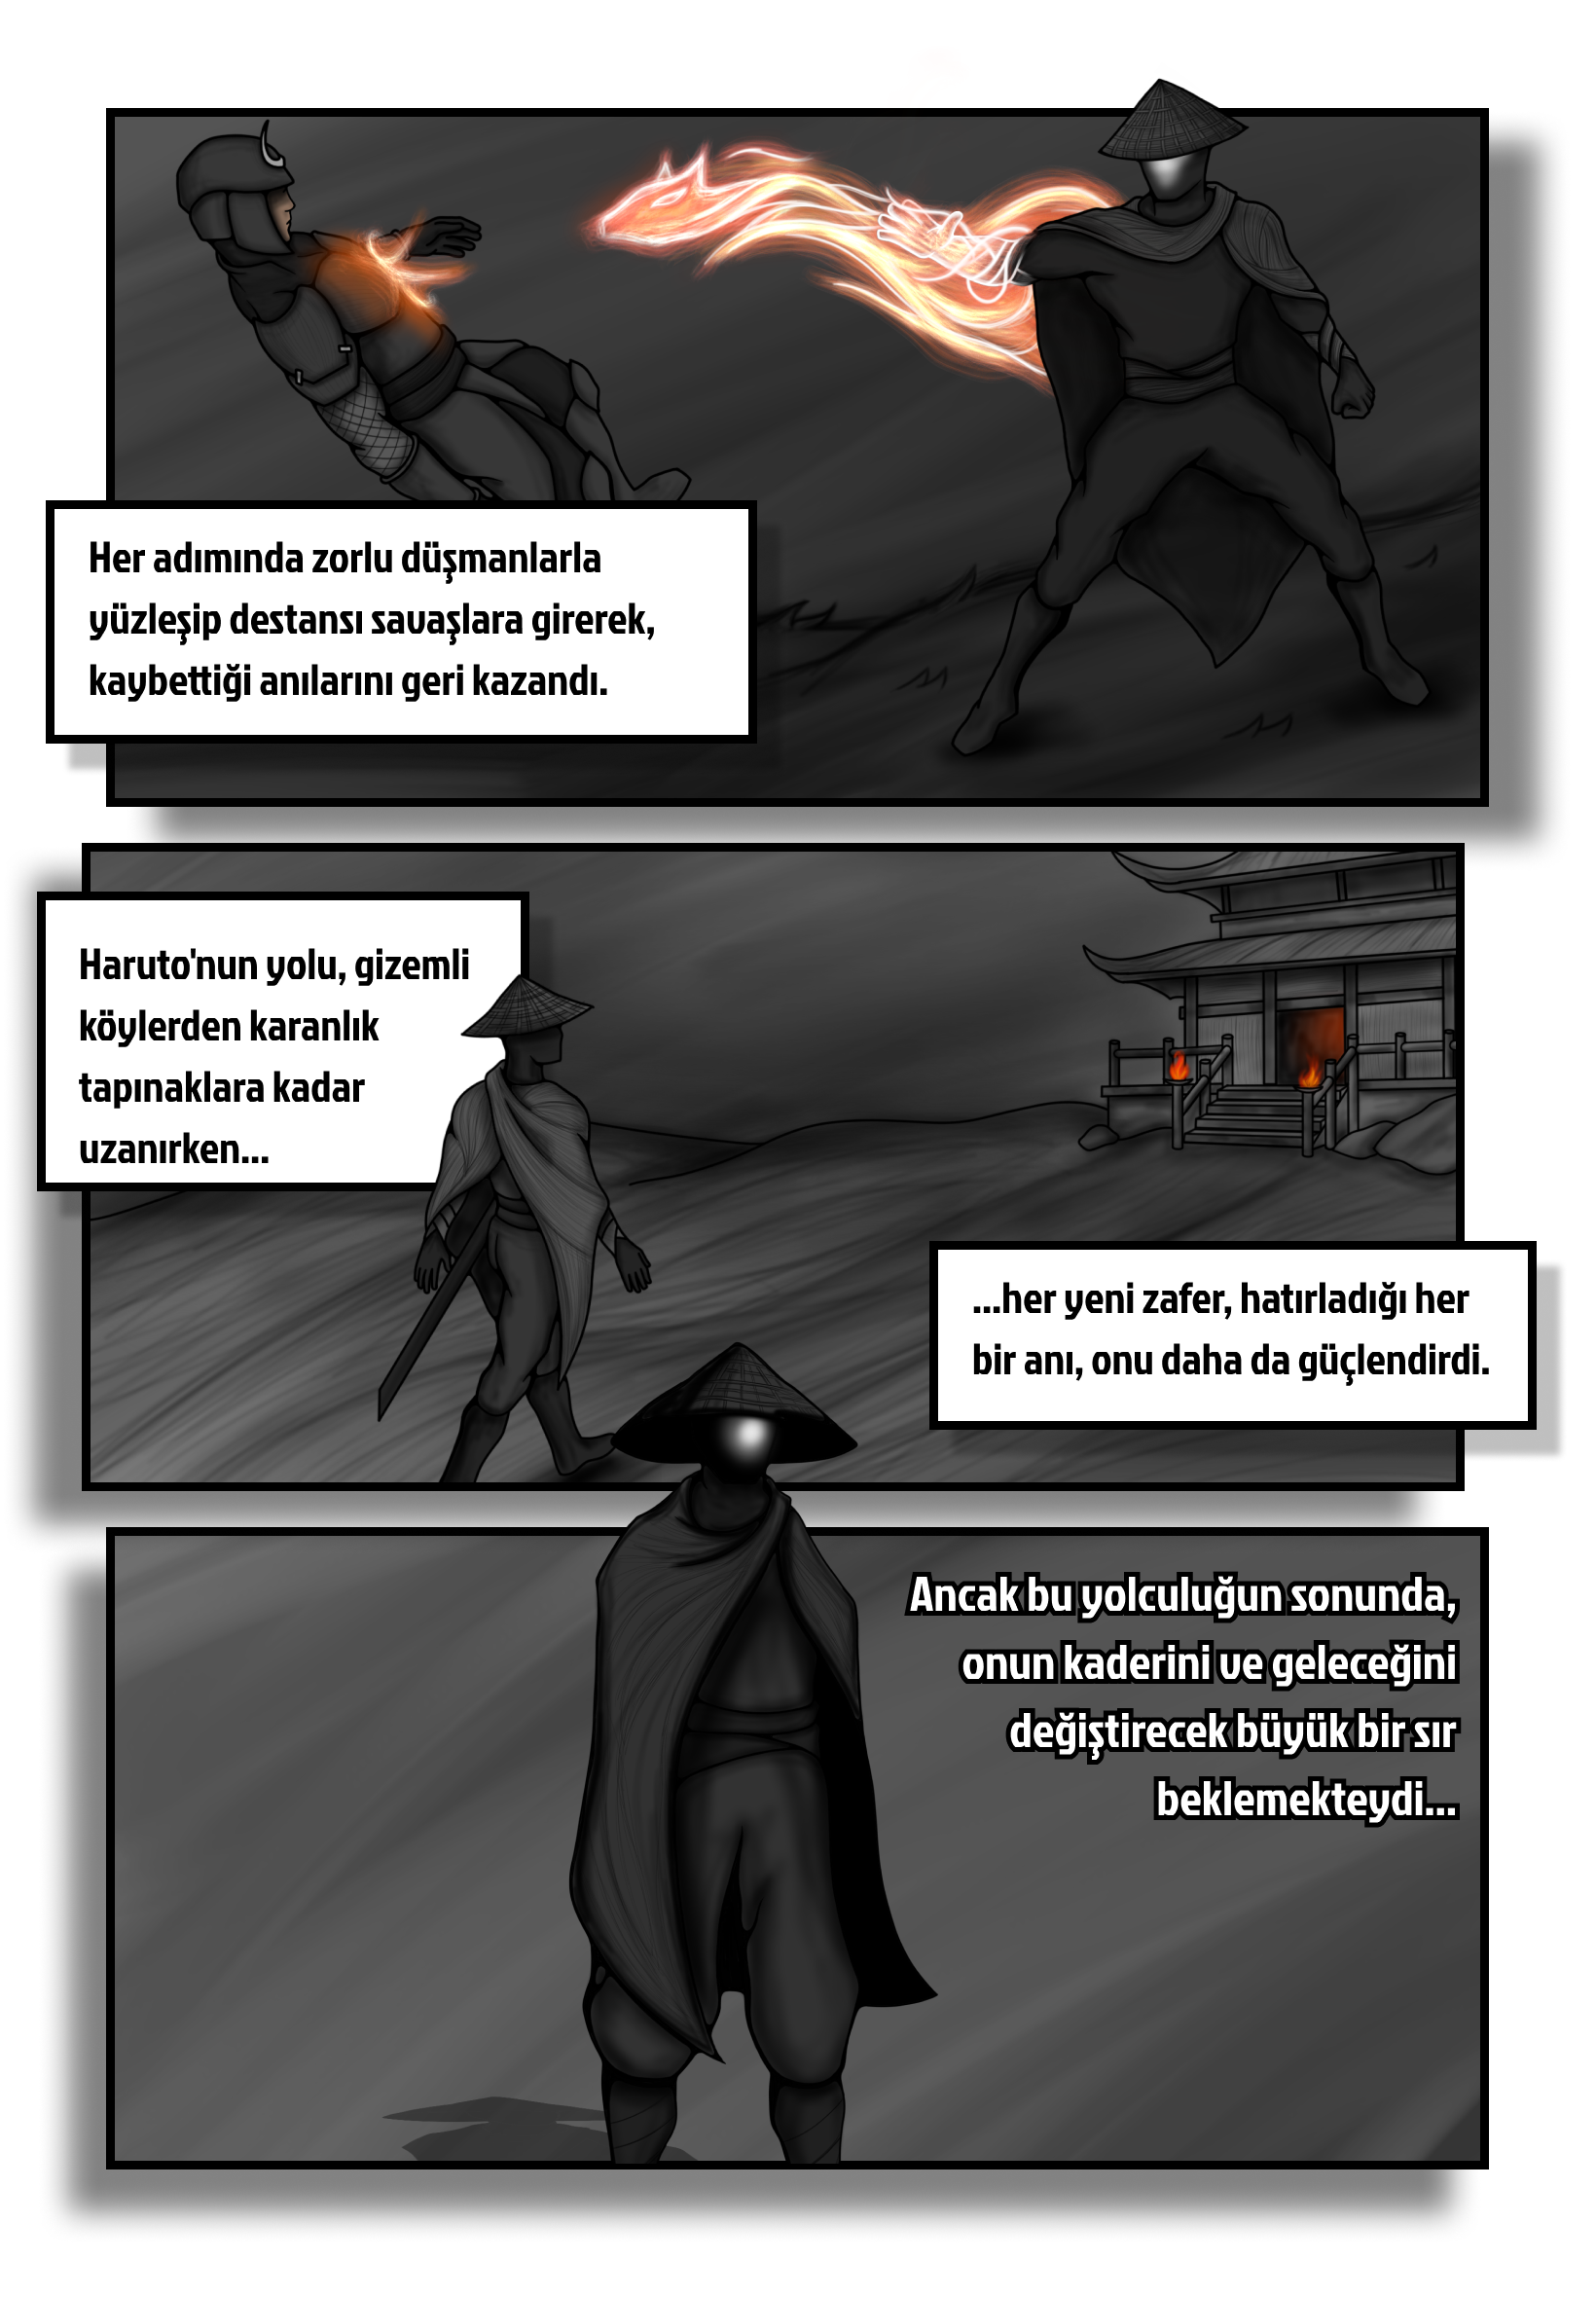 Her adımında zorlu düşmanlarla
yüzleşip destansı savaşlara girerek,
kaybettiği anılarını geri kazandı.
Haruto'nun yolu, gizemli
köylerden karanlık
tapınaklara kadar
uzanırken...
...her yeni zafer, hatırladığı her
bir anı, onu daha da güçlendirdi.
Ancak bu yolculuğun sonunda,
onun kaderini ve geleceğini
değiştirecek büyük bir sır
beklemekteydi...